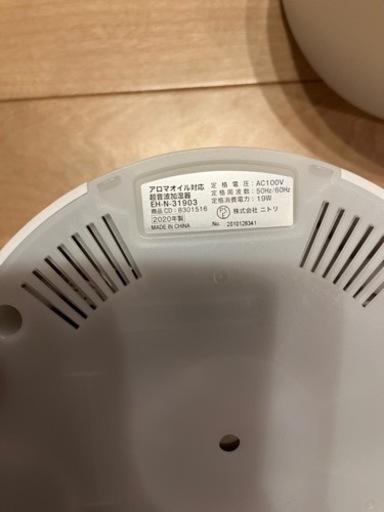 アロマオイル対応
超音波加湿器
EH-N-31903
商品CD:8301516
2020年製
MADE IN CHINA
定格電圧:AC100V
定格周波数:50Hz/60Hz
定格消費電力:19W
株式会社ニトリ
No. 2010128341